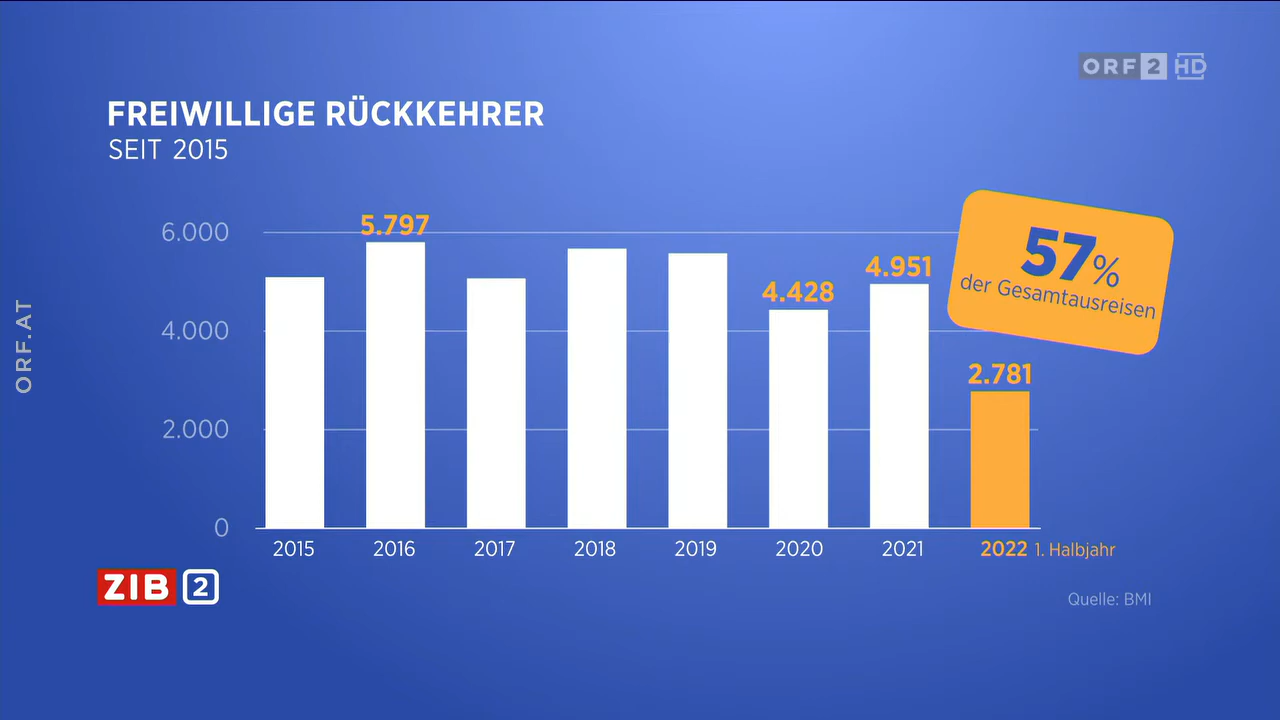 ORF 2 HD
FREIWILLIGE RÜCKKEHRER
SEIT 2015
6.000
4.000
2.000
0
5.797
4.428
4.951
2.781
57%
der Gesamtausreisen
2015 2016 2017 2018 2019 2020 2021 2022 1. Halbjahr
ORF.AT
ZIB 2
Quelle: BMI